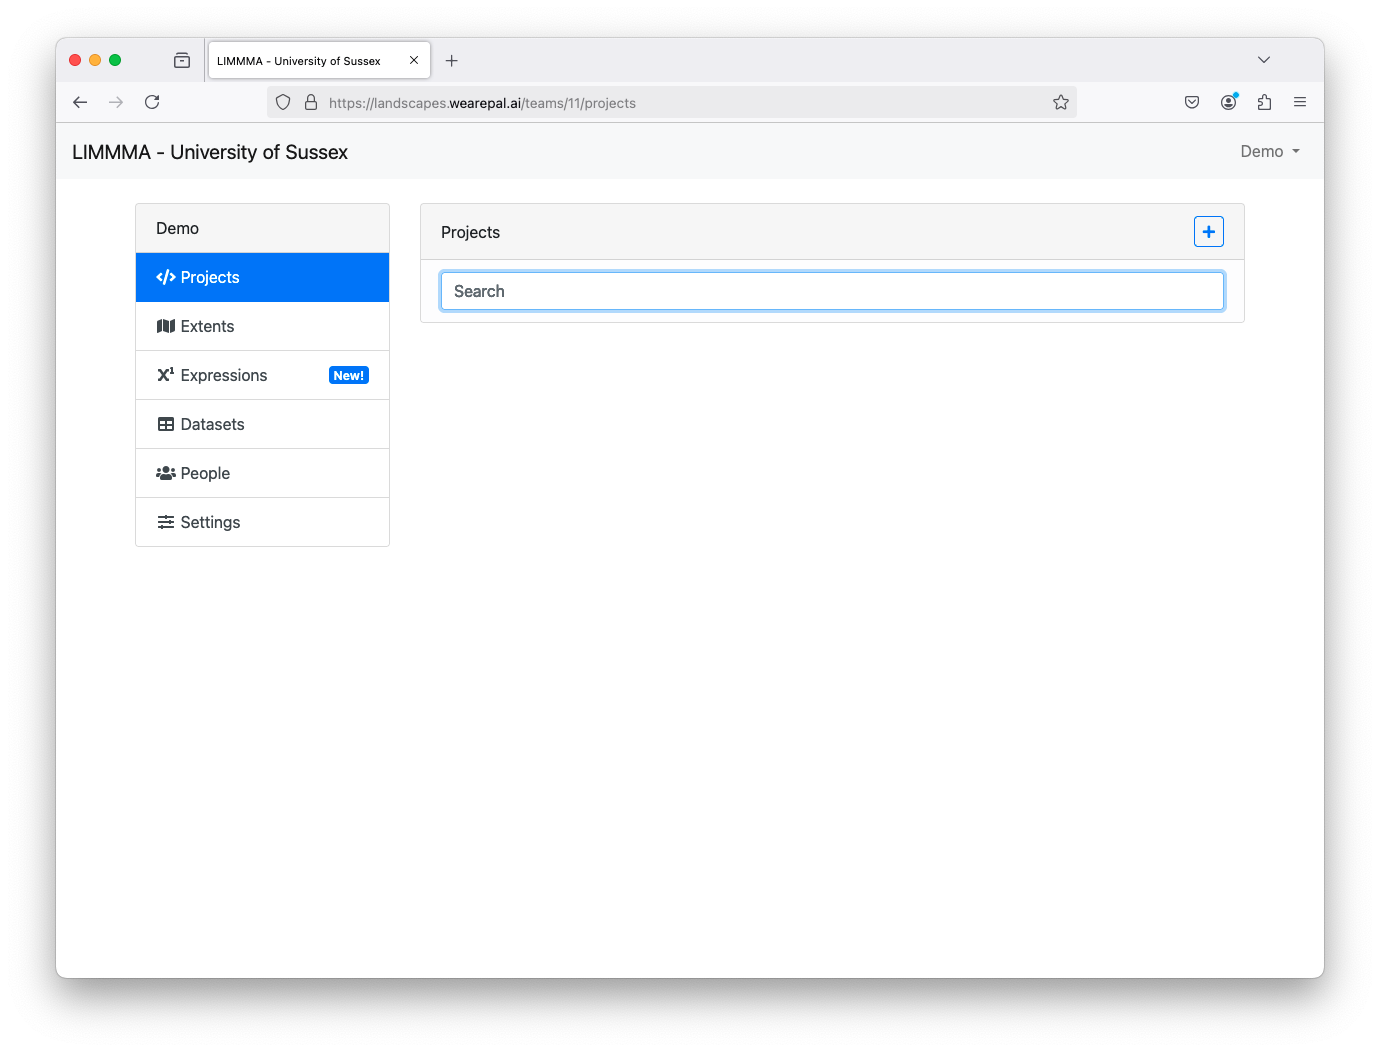 LIMMMA - University of Sussex
https://landscapes.wearepal.ai/teams/11/projects
LIMMMA - University of Sussex
Demo
Demo
Projects
Extents
Expressions New!
Datasets
People
Settings
Projects
Search